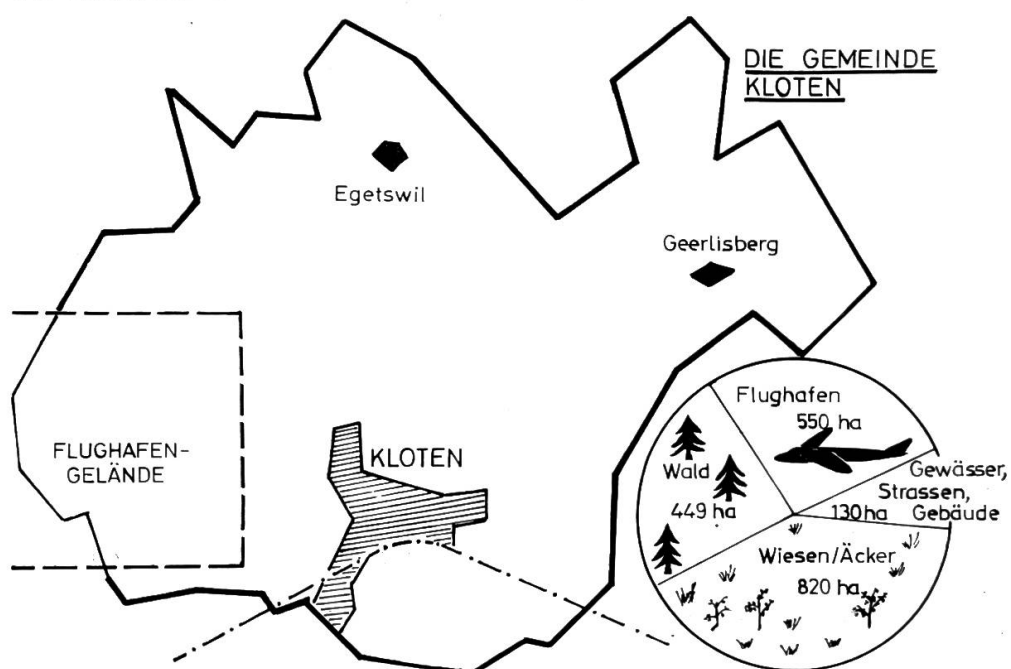 DIE GEMEINDE
KLOTEN
Egetswil
Geerlisberg
FLUGHAFEN-
GELÄNDE
KLOTEN
Flughafen
550 ha
Wald
449 ha
Gewässer,
Strassen,
130 ha Gebäude
Wiesen/Äcker
820 ha